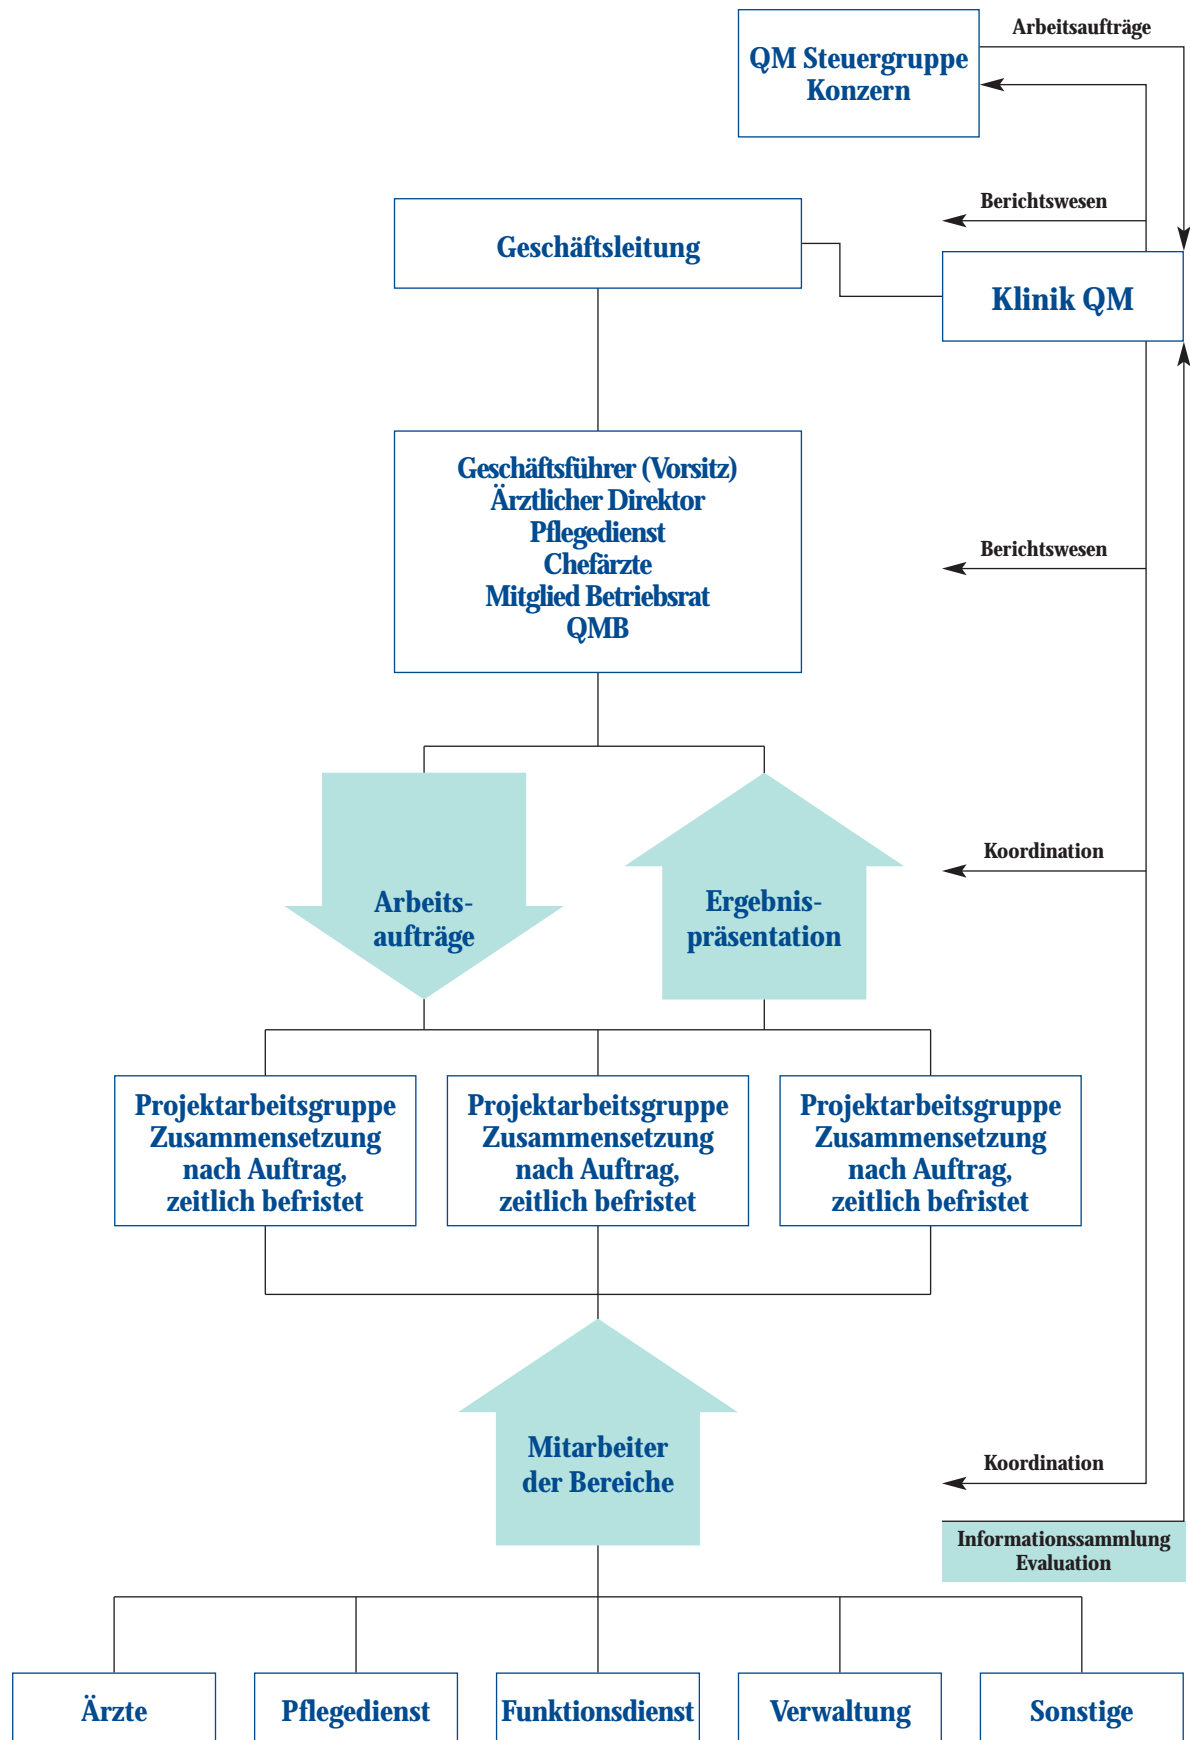 Arbeitsaufträge
QM Steuergruppe
Konzern
Berichtswesen
Geschäftsleitung
Klinik QM
Geschäftsführer (Vorsitz)
Ärztlicher Direktor
Pflegedienst
Chefärzte
Mitglied Betriebsrat
QMB
Berichtswesen
Koordination
Arbeits-
aufträge
Ergebnis-
präsentation
Projektarbeitsgruppe
Zusammensetzung
nach Auftrag,
zeitlich befristet
Projektarbeitsgruppe
Zusammensetzung
nach Auftrag,
zeitlich befristet
Projektarbeitsgruppe
Zusammensetzung
nach Auftrag,
zeitlich befristet
Mitarbeiter
der Bereiche
Koordination
Informationssammlung
Evaluation
Ärzte
Pflegedienst
Funktionsdienst
Verwaltung
Sonstige